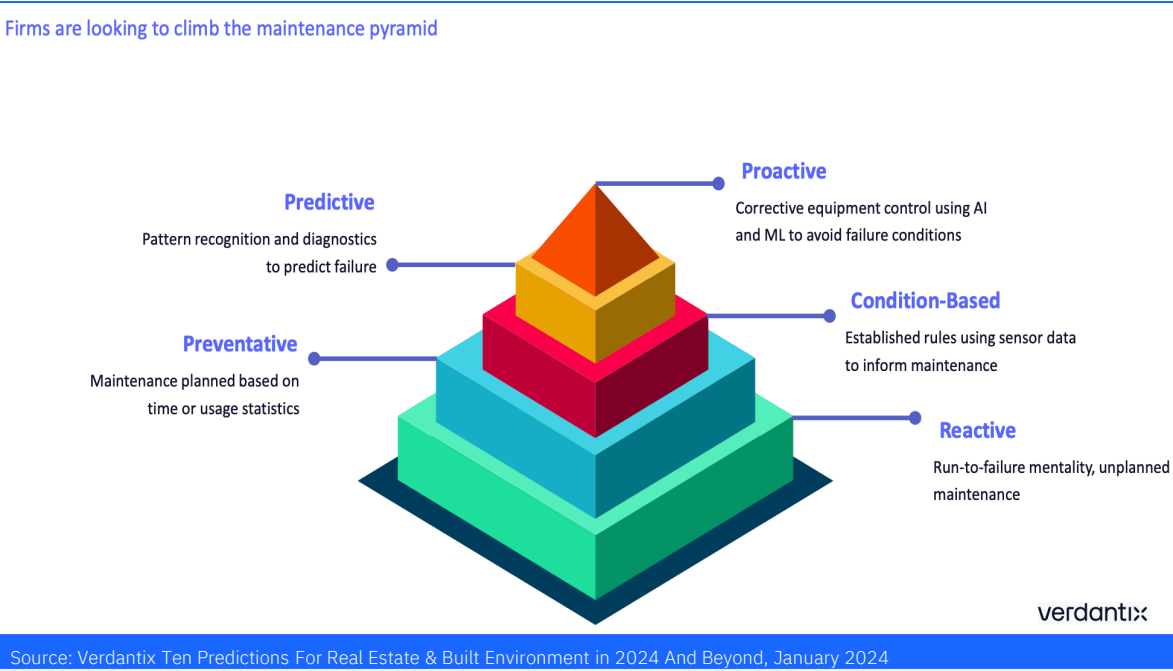 Firms are looking to climb the maintenance pyramid
Proactive
Corrective equipment control using AI
and ML to avoid failure conditions
Predictive
Pattern recognition and diagnostics
to predict failure
Condition-Based
Established rules using sensor data
to inform maintenance
Preventative
Maintenance planned based on
time or usage statistics
Reactive
Run-to-failure mentality, unplanned
maintenance
verdantix
Source: Verdantix Ten Predictions For Real Estate & Built Environment in 2024 And Beyond, January 2024